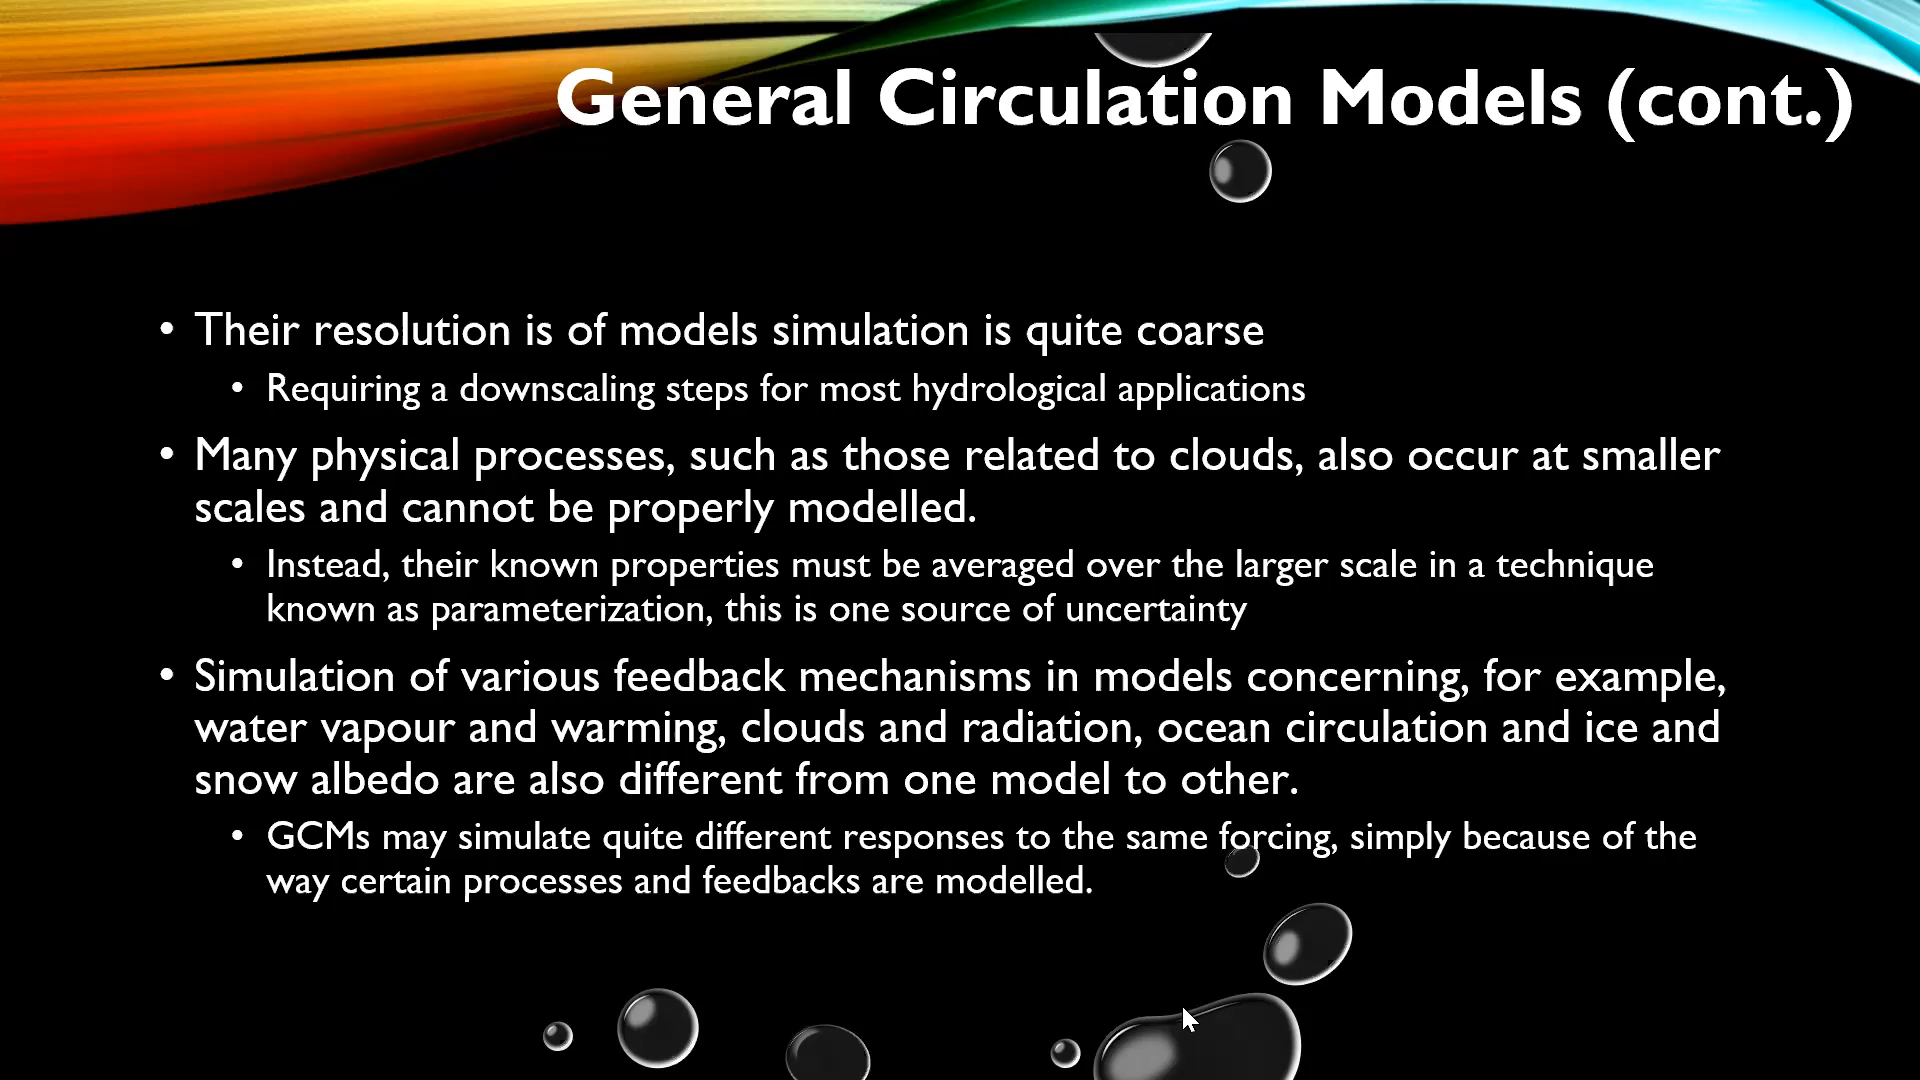 General Circulation Models (cont.)
• Their resolution is of models simulation is quite coarse
• Requiring a downscaling steps for most hydrological applications
• Many physical processes, such as those related to clouds, also occur at smaller
scales and cannot be properly modelled.
• Instead, their known properties must be averaged over the larger scale in a technique
known as parameterization, this is one source of uncertainty
• Simulation of various feedback mechanisms in models concerning, for example,
water vapour and warming, clouds and radiation, ocean circulation and ice and
snow albedo are also different from one model to other.
• GCMs may simulate quite different responses to the same forcing, simply because of the
way certain processes and feedbacks are modelled.